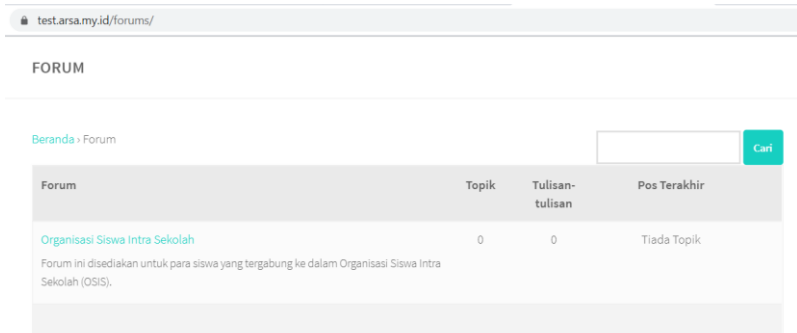 test.arsa.my.id/forums/
FORUM
Beranda › Forum
Cari
Forum Topik Tulisan-tulisan Pos Terakhir
Organisasi Siswa Intra Sekolah 0 0 Tiada Topik
Forum ini disediakan untuk para siswa yang tergabung ke dalam Organisasi Siswa Intra
Sekolah (OSIS).